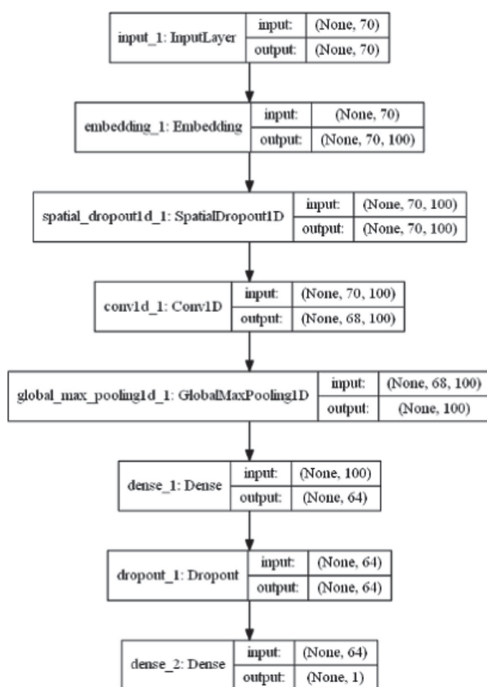 input_1: InputLayer
input: (None, 70)
output: (None, 70)
embedding_1: Embedding
input: (None, 70)
output: (None, 70, 100)
spatial_dropout1d_1: SpatialDropout1D
input: (None, 70, 100)
output: (None, 70, 100)
conv1d_1: Conv1D
input: (None, 70, 100)
output: (None, 68, 100)
global_max_pooling1d_1: GlobalMaxPooling1D
input: (None, 68, 100)
output: (None, 100)
dense_1: Dense
input: (None, 100)
output: (None, 64)
dropout_1: Dropout
input: (None, 64)
output: (None, 64)
dense_2: Dense
input: (None, 64)
output: (None, 1)